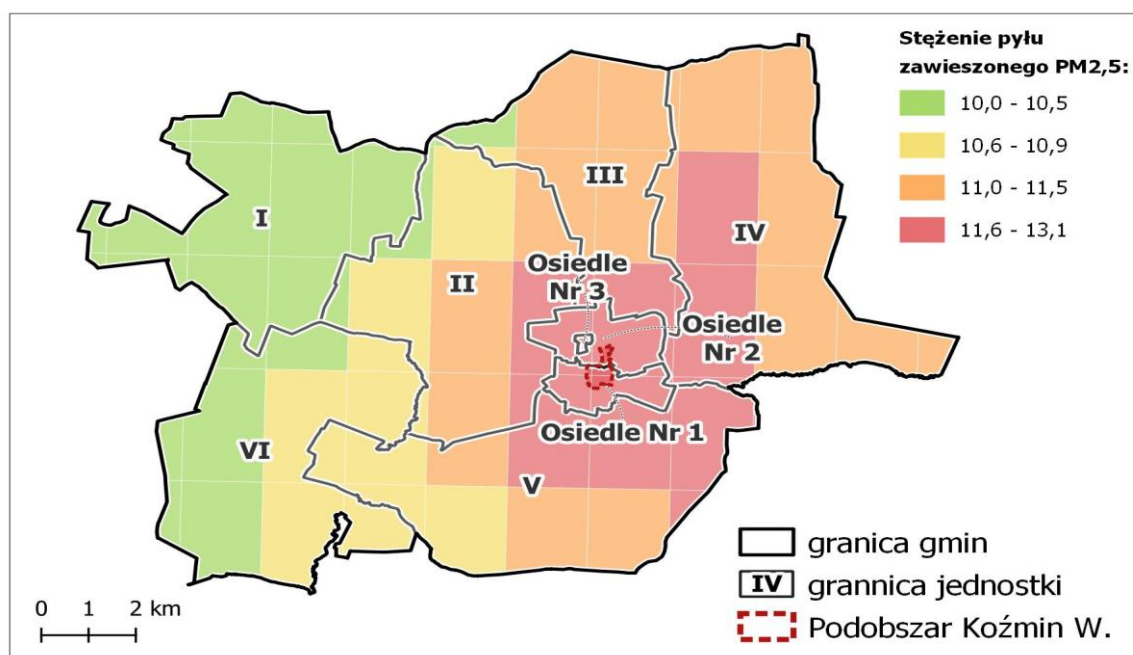 Stężenie pyłu
zawieszonego PM2,5:
10,0 - 10,5
10,6 - 10,9
11,0 - 11,5
11,6 - 13,1
I
II
III
IV
Osiedle
Nr 3
Osiedle
Nr 2
Osiedle Nr 1
VI
V
granica gmin
IV
grannica jednostki
Podobszar Koźmin W.
0 1 2 km